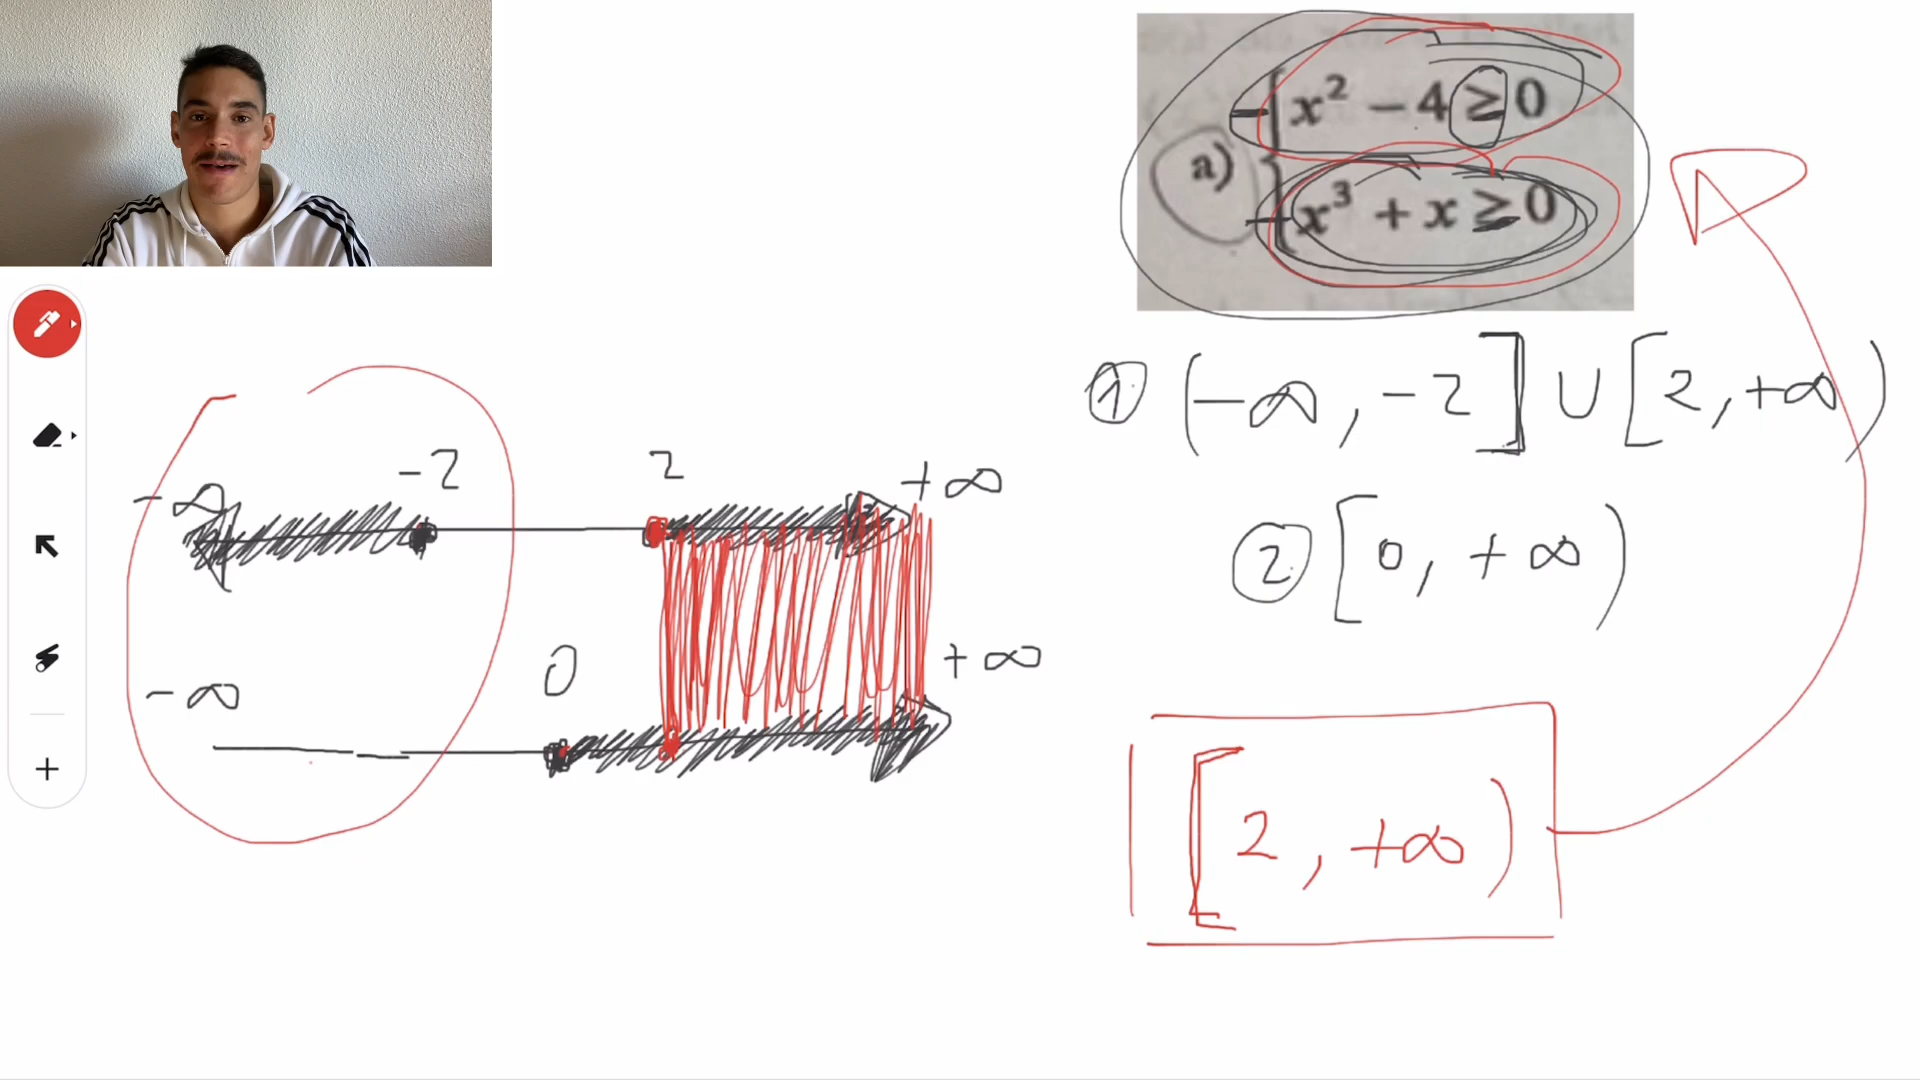 x² − 4 ≥ 0
a)
x³ + x ≥ 0
① (−∞, −2] ∪ [2, +∞)
② [0, +∞)
−∞ −2 2 +∞
−∞ 0 +∞
[2, +∞)
+